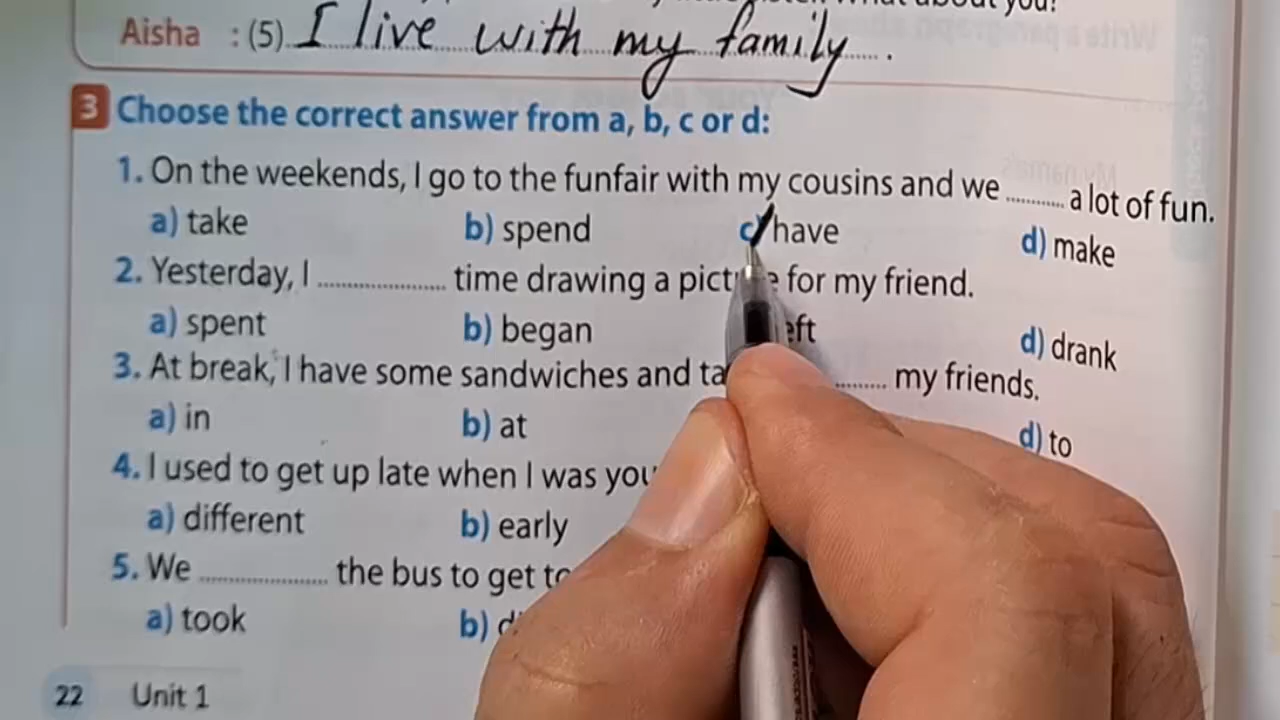 about you?
Aisha : (5) I live with my family .
3 Choose the correct answer from a, b, c or d:
1. On the weekends, I go to the funfair with my cousins and we .......... a lot of fun.
a) take b) spend c) have d) make
2. Yesterday, I ...................... time drawing a picture for my friend.
a) spent b) began eft d) drank
3. At break, I have some sandwiches and ta .......... my friends.
a) in b) at d) to
4. I used to get up late when I was you
a) different b) early
5. We ...................... the bus to get to
a) took b)
22 Unit 1